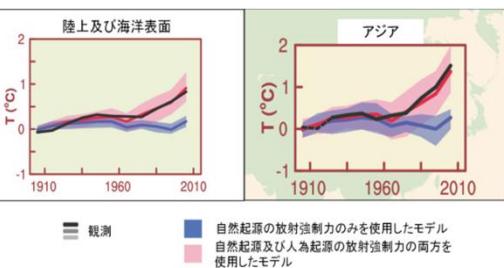 陸上及び海洋表面
T (°C)
2
1
0
-1
1910
1960
2010
アジア
T (°C)
2
1
0
-1
1910
1960
2010
観測
自然起源の放射強制力のみを使用したモデル
自然起源及び人為起源の放射強制力の両方を
使用したモデル